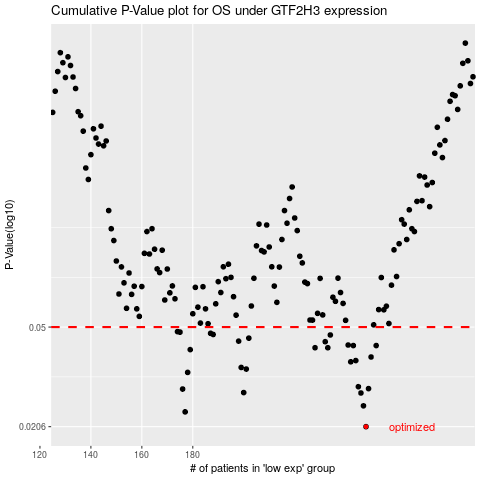 Cumulative P-Value plot for OS under GTF2H3 expression
P-Value(log10)
0.05
0.0206
optimized
120 140 160 180
# of patients in 'low exp' group